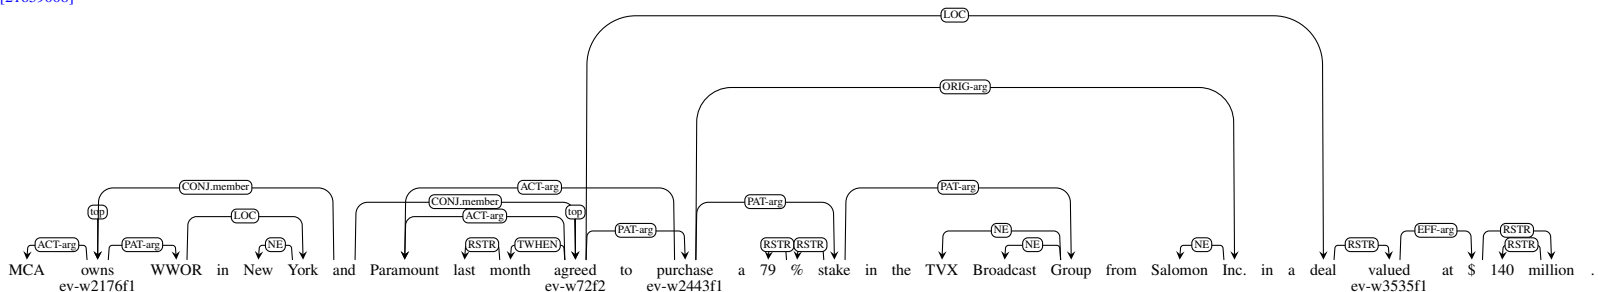 LOC
ORIG-arg
CONJ.member ACT-arg PAT-arg
CONJ.member PAT-arg
top LOC ACT-arg top
PAT-arg NE EFF-arg RSTR
ACT-arg PAT-arg NE RSTR TWHEN RSTR RSTR NE NE RSTR RSTR
MCA owns WWOR in New York and Paramount last month agreed to purchase a 79 % stake in the TVX Broadcast Group from Salomon Inc. in a deal valued at $ 140 million .
ev-w2176f1 ev-w72f2 ev-w2443f1 ev-w3535f1